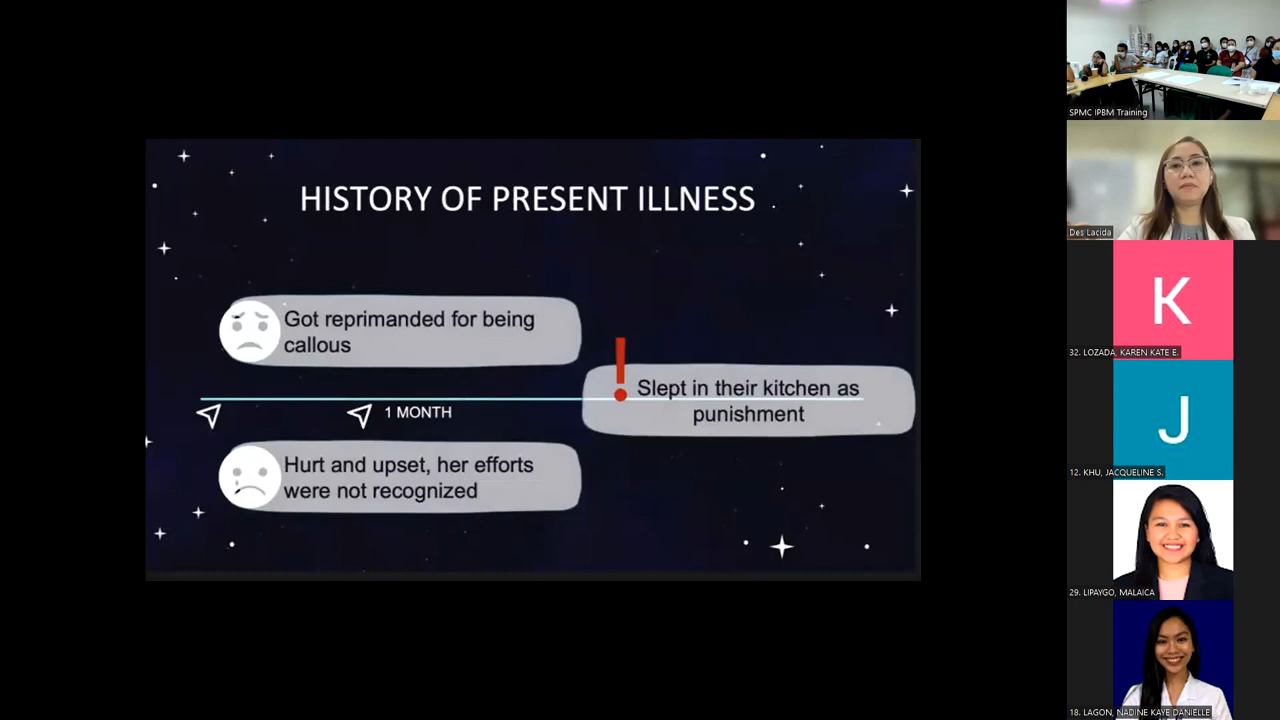 HISTORY OF PRESENT ILLNESS
Got reprimanded for being
callous
1 MONTH
Slept in their kitchen as
punishment
Hurt and upset, her efforts
were not recognized
SPMC IPBM Training
Des Lacida
K
32. LOZADA, KAREN KATE E.
J
12. KHU, JACQUELINE S.
29. LIPAYGO, MALAICA
18. LAGON, NADINE KAYE DANIELLE